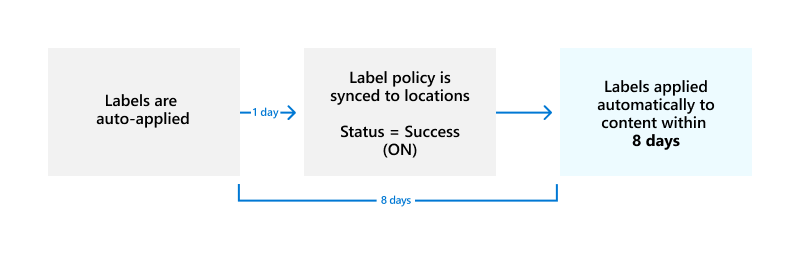 Labels are
auto-applied
1 day
Label policy is
synced to locations
Status = Success
(ON)
Labels applied
automatically to
content within
8 days
8 days